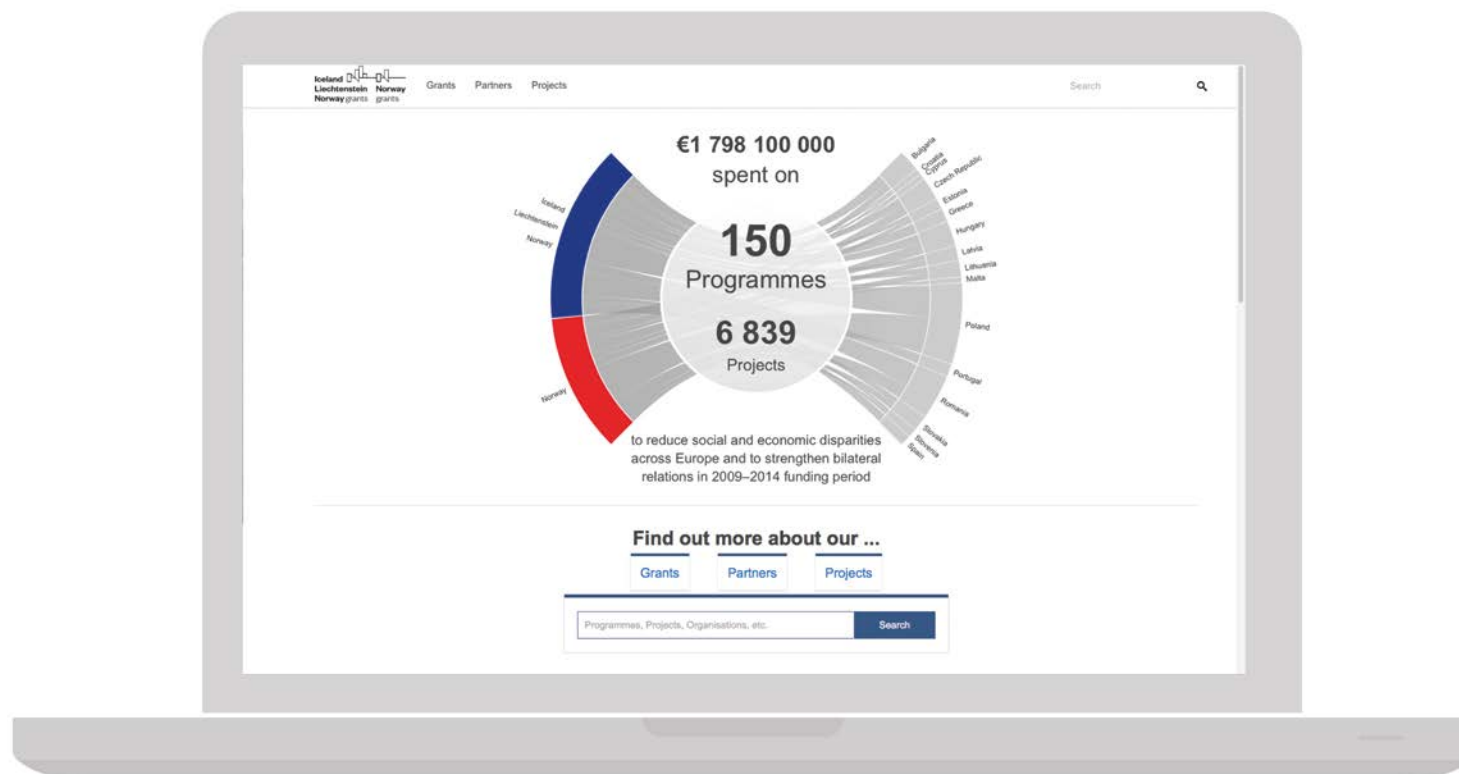 Iceland
Liechtenstein Norway
Norway grants grants
Grants Partners Projects
Search
€1 798 100 000
spent on
150
Programmes
6 839
Projects
Iceland
Liechtenstein
Norway
Norway
Bulgaria
Croatia
Cyprus
Czech Republic
Estonia
Greece
Hungary
Latvia
Lithuania
Malta
Poland
Portugal
Romania
Slovakia
Slovenia
Spain
to reduce social and economic disparities
across Europe and to strengthen bilateral
relations in 2009–2014 funding period
Find out more about our ...
Grants Partners Projects
Programmes, Projects, Organisations, etc. Search